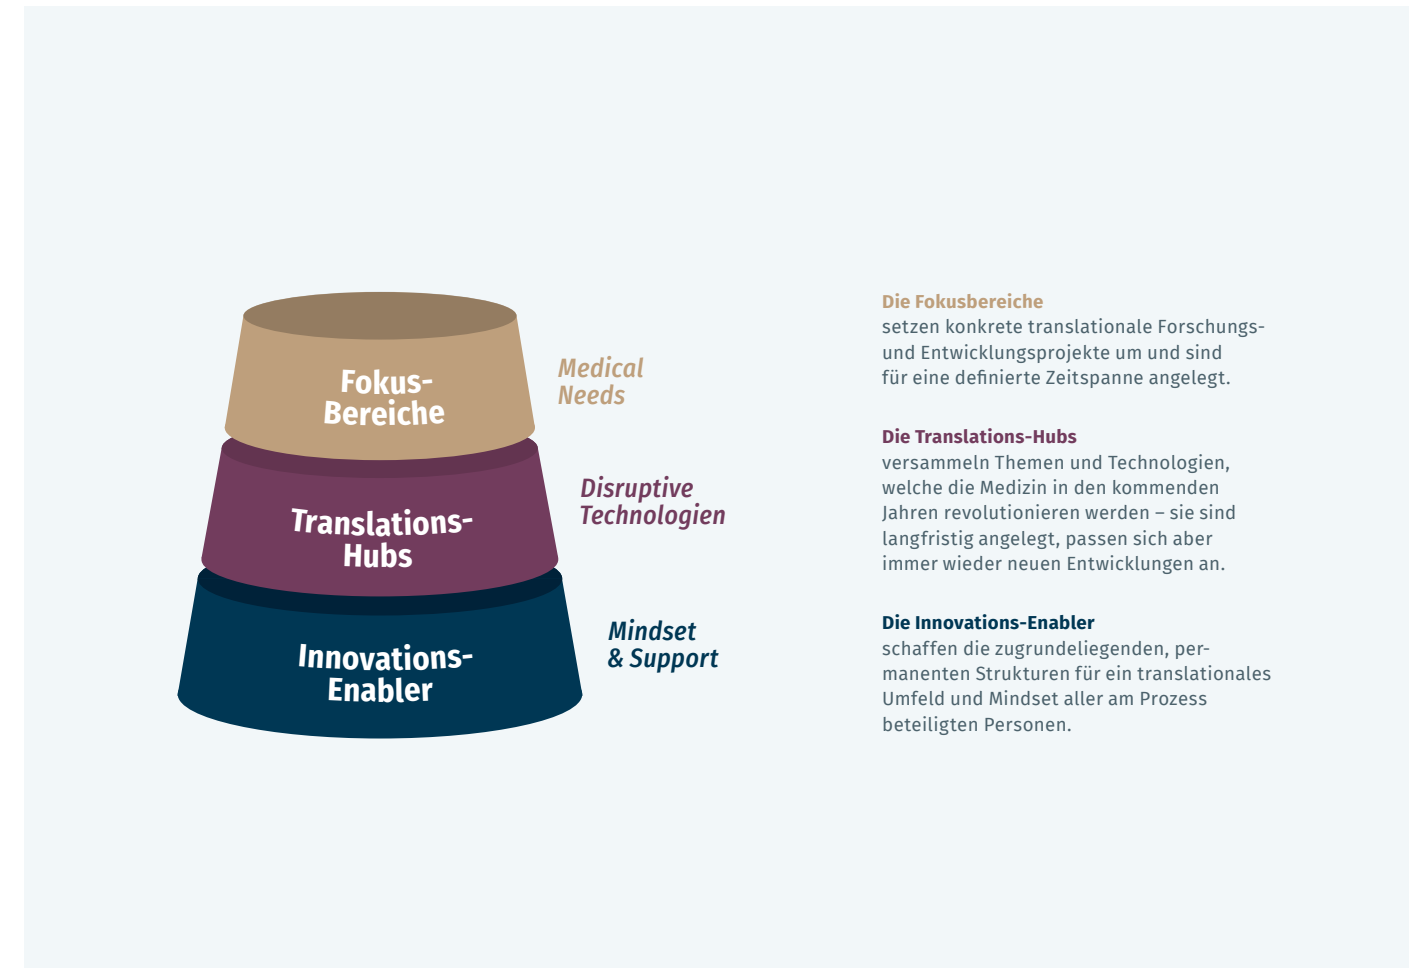 Fokus-
Bereiche
Medical
Needs
Translations-
Hubs
Disruptive
Technologien
Innovations-
Enabler
Mindset
& Support
Die Fokusbereiche
setzen konkrete translationale Forschungs-
und Entwicklungsprojekte um und sind
für eine definierte Zeitspanne angelegt.
Die Translations-Hubs
versammeln Themen und Technologien,
welche die Medizin in den kommenden
Jahren revolutionieren werden – sie sind
langfristig angelegt, passen sich aber
immer wieder neuen Entwicklungen an.
Die Innovations-Enabler
schaffen die zugrundeliegenden, per-
manenten Strukturen für ein translationales
Umfeld und Mindset aller am Prozess
beteiligten Personen.